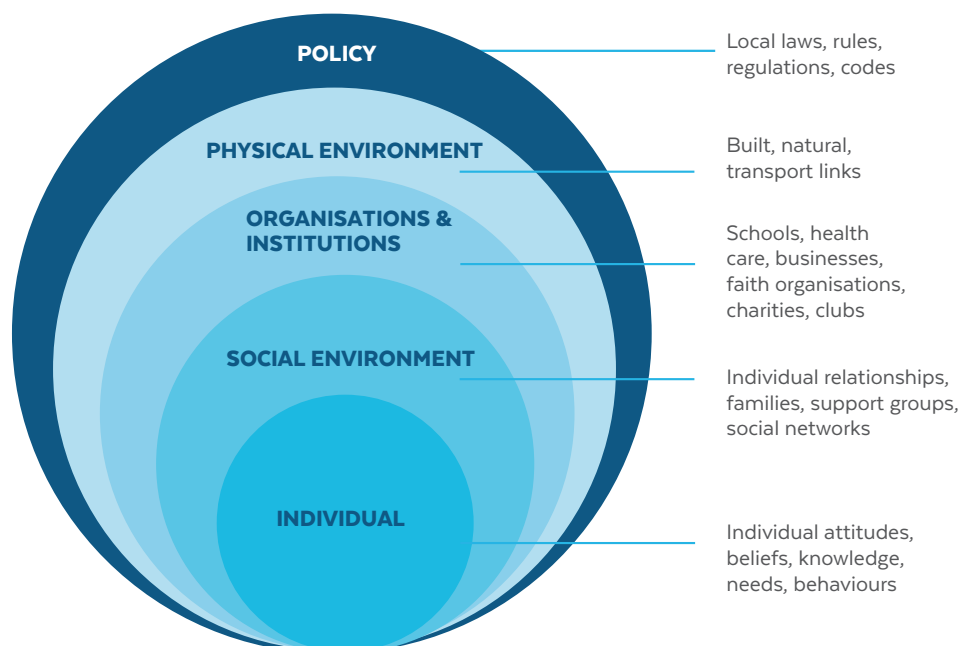 POLICY
Local laws, rules,
regulations, codes
PHYSICAL ENVIRONMENT
Built, natural,
transport links
ORGANISATIONS &
INSTITUTIONS
Schools, health
care, businesses,
faith organisations,
charities, clubs
SOCIAL ENVIRONMENT
Individual relationships,
families, support groups,
social networks
INDIVIDUAL
Individual attitudes,
beliefs, knowledge,
needs, behaviours